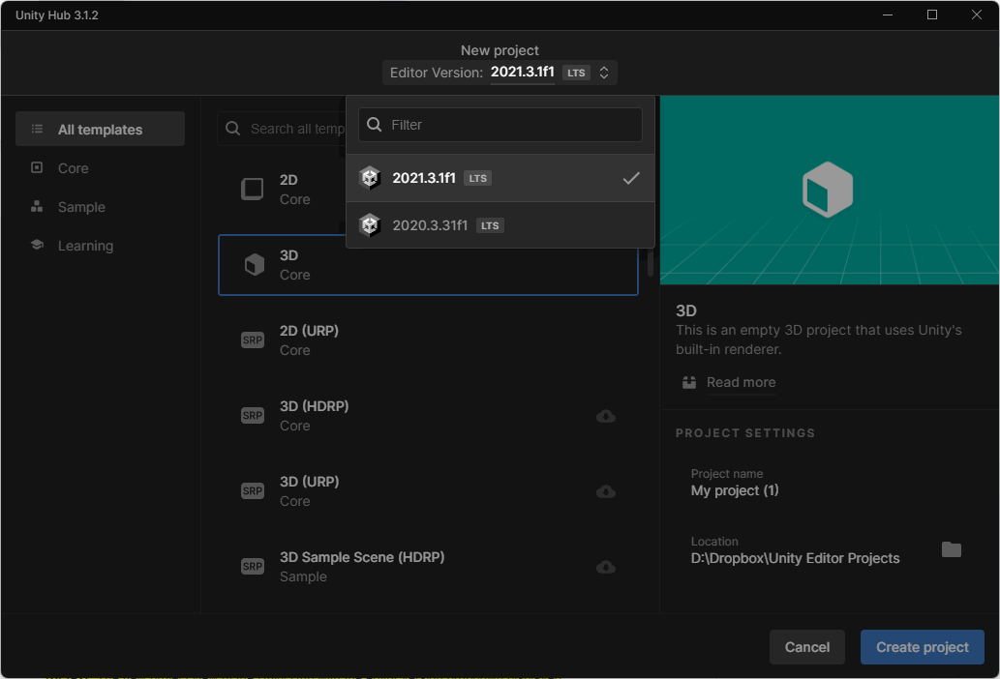 Unity Hub 3.1.2
New project
Editor Version: 2021.3.1f1 LTS
All templates
Core
Sample
Learning
Search all temp
Filter
2021.3.1f1 LTS
2020.3.31f1 LTS
2D
Core
3D
Core
SRP 2D (URP)
Core
SRP 3D (HDRP)
Core
SRP 3D (URP)
Core
SRP 3D Sample Scene (HDRP)
Sample
3D
This is an empty 3D project that uses Unity's
built-in renderer.
Read more
PROJECT SETTINGS
Project name
My project (1)
Location
D:\Dropbox\Unity Editor Projects
Cancel
Create project